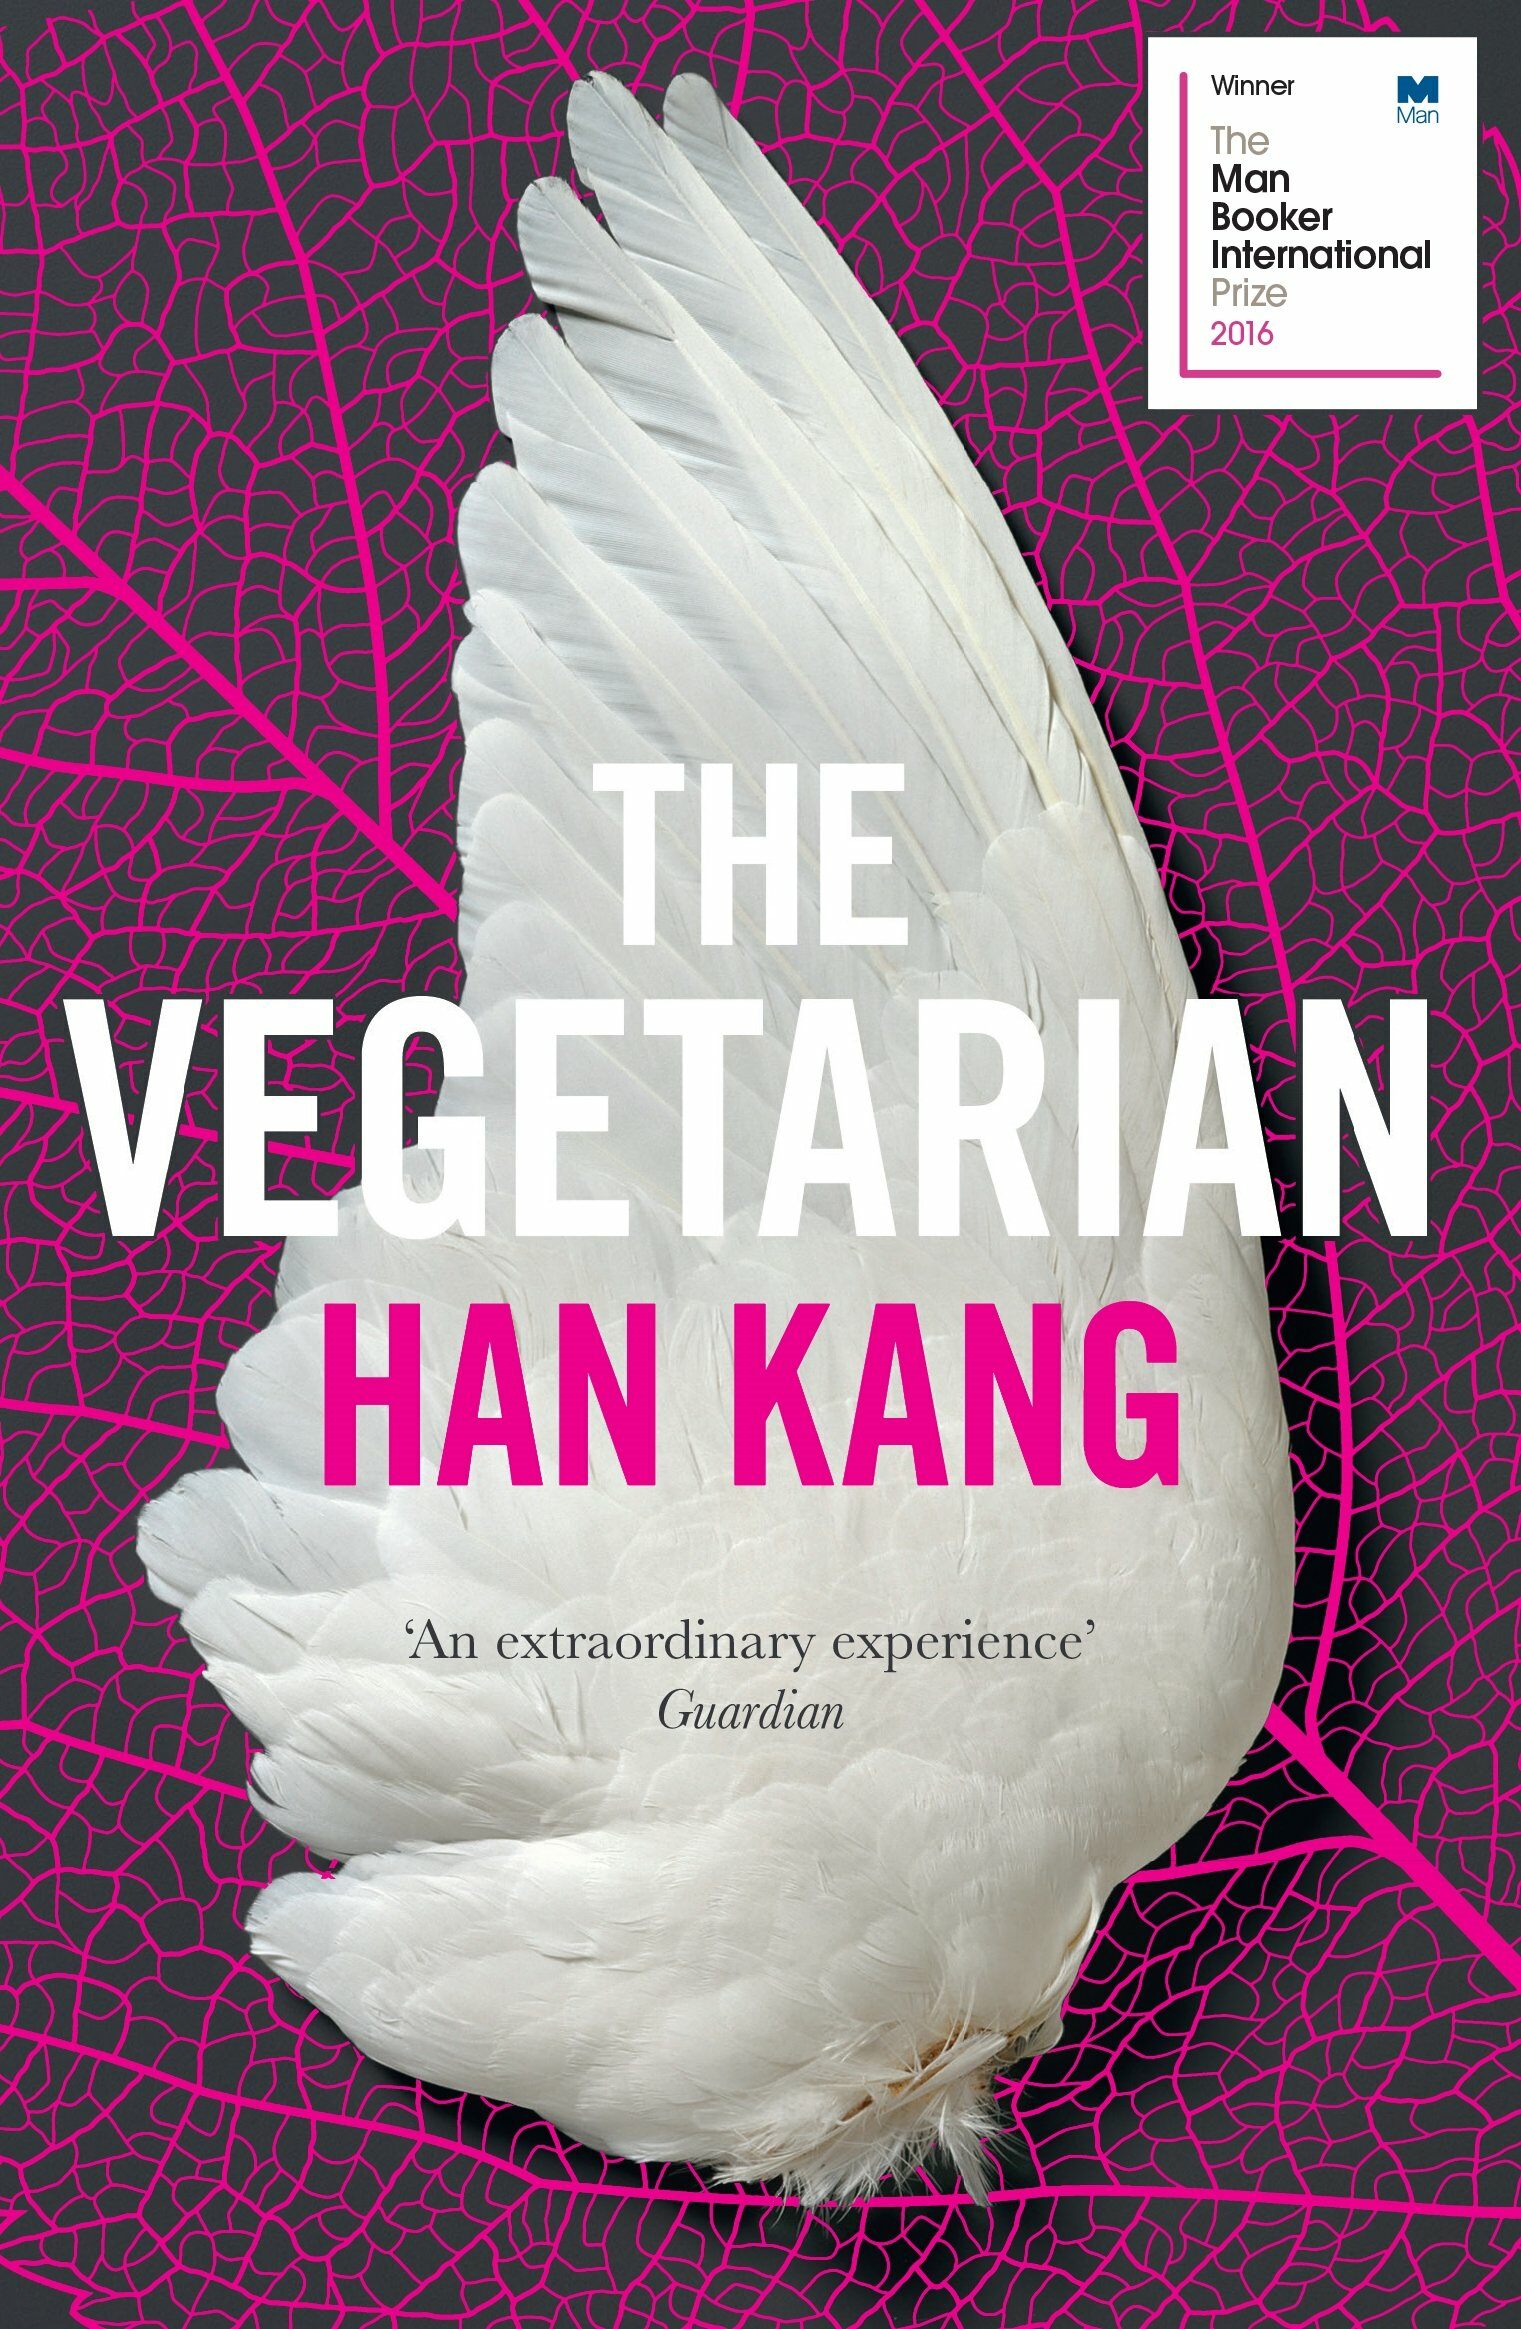 Winner
M
Man
The
Man
Booker
International
Prize
2016
THE
VEGETARIAN
HAN KANG
‘An extraordinary experience’
Guardian